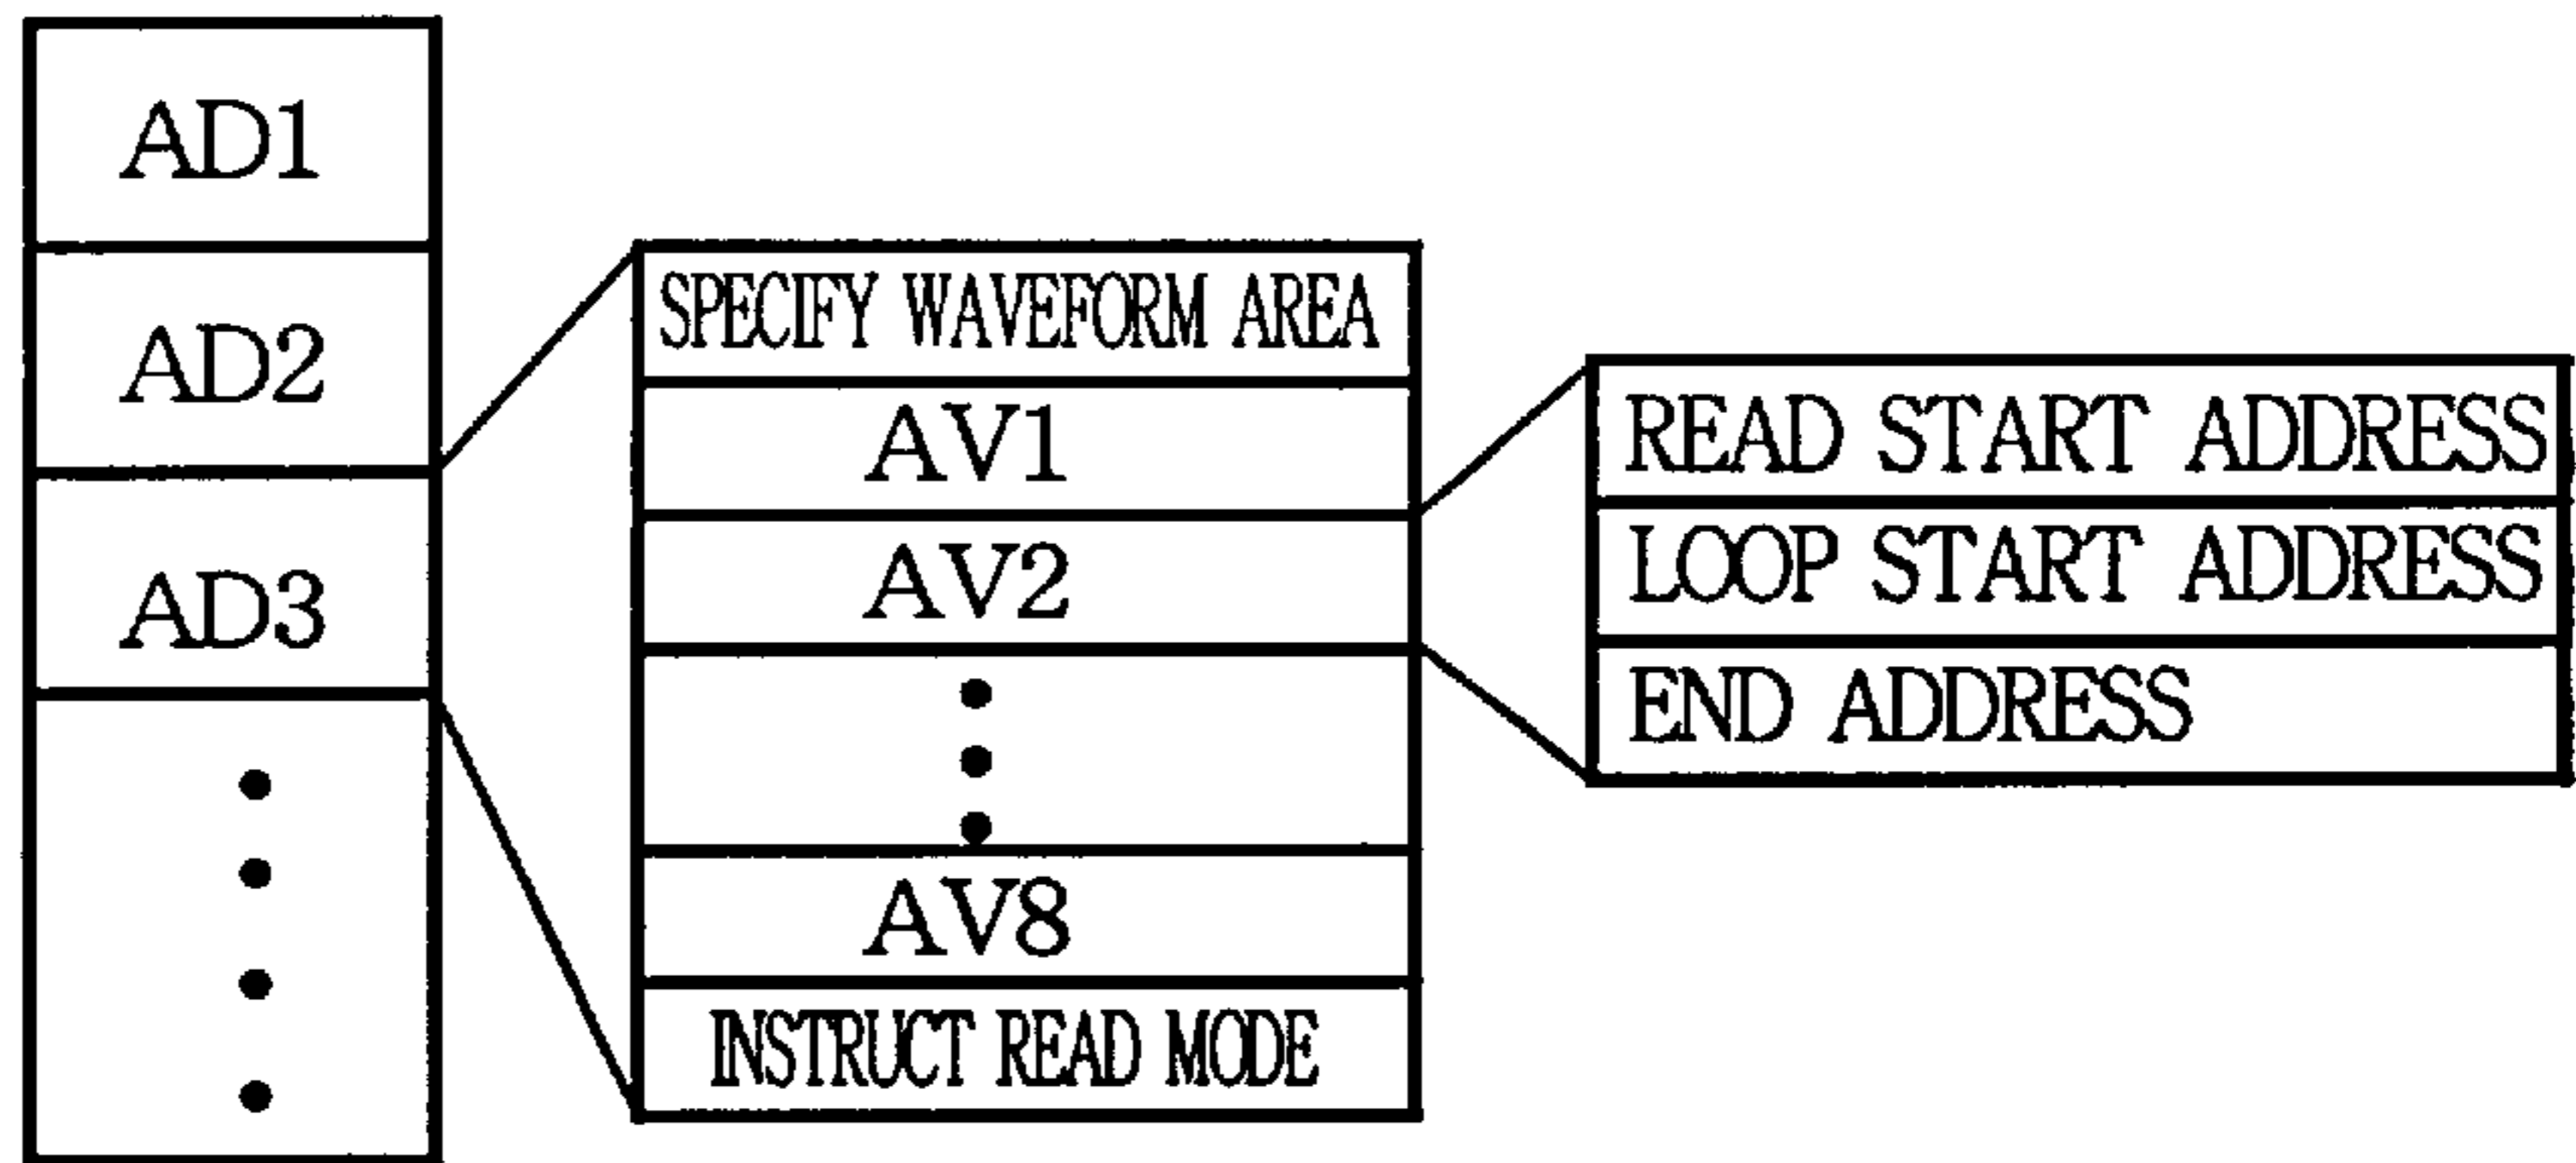 AD1
AD2
AD3
SPECIFY WAVEFORM AREA
AV1
AV2
AV8
INSTRUCT READ MODE
READ START ADDRESS
LOOP START ADDRESS
END ADDRESS